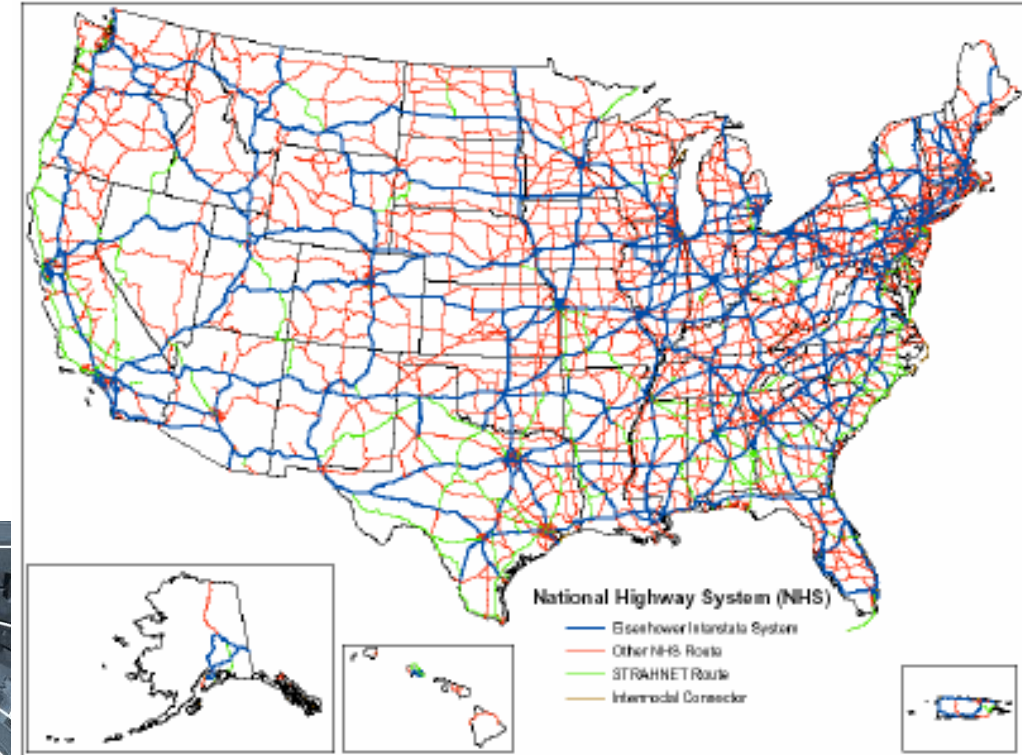 National Highway System (NHS)
Eisenhower Interstate System
Other NHS Route
STRAHNET Route
Intermodal Connector